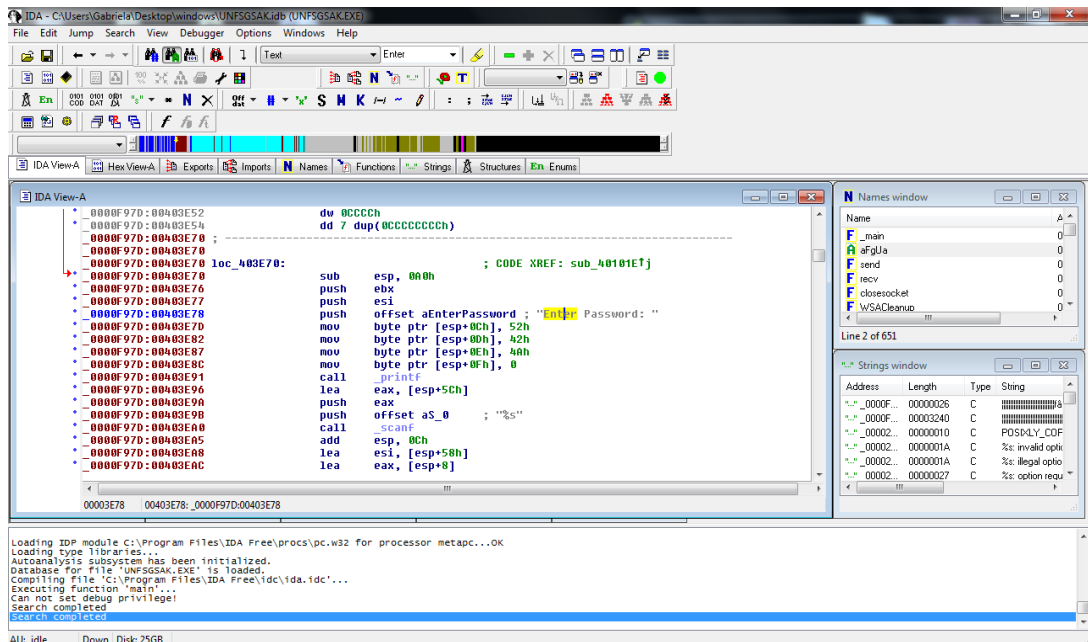 IDA - C:\Users\Gabriela\Desktop\windows\UNFSGSAK.idb (UNFSGSAK.EXE)
File Edit Jump Search View Debugger Options Windows Help
Text Enter
En
IDA View-A Hex View-A Exports Imports N Names Functions Strings Structures En Enums
IDA View-A
_0000F97D:00403E52 dw 0CCCCh
_0000F97D:00403E54 dd 7 dup(0CCCCCCCCh)
_0000F97D:00403E70 ; ---------------------------------------------------------------------------
_0000F97D:00403E70
_0000F97D:00403E70 loc_403E70: ; CODE XREF: sub_40101E↑j
_0000F97D:00403E70 sub esp, 0A0h
_0000F97D:00403E76 push ebx
_0000F97D:00403E77 push esi
_0000F97D:00403E78 push offset aEnterPassword ; "Enter Password: "
_0000F97D:00403E7D mov byte ptr [esp+0Ch], 52h
_0000F97D:00403E82 mov byte ptr [esp+0Dh], 42h
_0000F97D:00403E87 mov byte ptr [esp+0Eh], 4Ah
_0000F97D:00403E8C mov byte ptr [esp+0Fh], 0
_0000F97D:00403E91 call _printf
_0000F97D:00403E96 lea eax, [esp+5Ch]
_0000F97D:00403E9A push eax
_0000F97D:00403E9B push offset aS_0 ; "%s"
_0000F97D:00403EA0 call _scanf
_0000F97D:00403EA5 add esp, 0Ch
_0000F97D:00403EA8 lea esi, [esp+58h]
_0000F97D:00403EAC lea eax, [esp+8]
00003E78 00403E78: _0000F97D:00403E78
N Names window
Name A
F _main 0
A aFgUa 0
F send 0
F recv 0
F closesocket 0
F WSACleanup 0
Line 2 of 651
Strings window
Address Length Type String
"..." _0000F... 00000026 C
"..." _0000F... 00003240 C
"..." _00002... 00000010 C POSIXLY_COF
"..." _00002... 0000001A C %s: invalid optic
"..." _00002... 0000001A C %s: illegal optio
"..." _00002... 00000027 C %s: option requ
Loading IDP module C:\Program Files\IDA Free\procs\pc.w32 for processor metapc...OK
Loading type libraries...
Autoanalysis subsystem has been initialized.
Database for file 'UNFSGSAK.EXE' is loaded.
Compiling file 'C:\Program Files\IDA Free\idc\ida.idc'...
Executing function 'main'...
Can not set debug privilege!
Search completed
Search completed
AU: idle Down Disk: 25GB